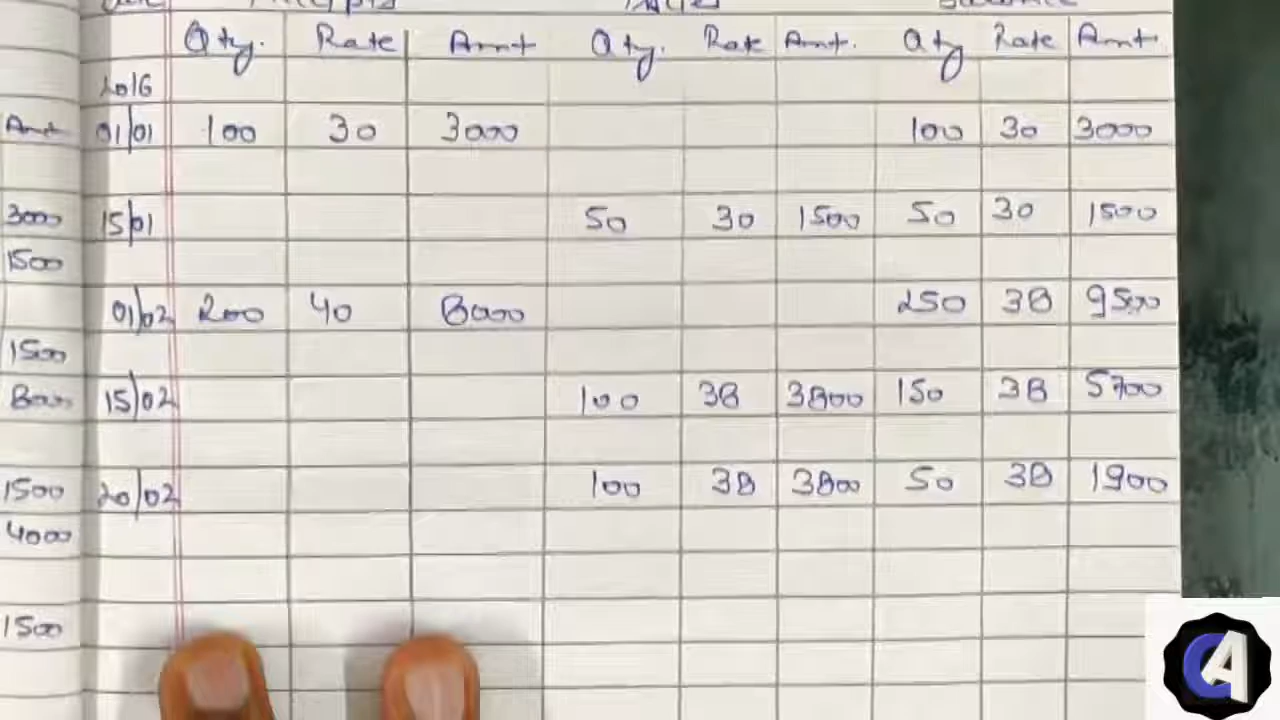 Qty. Rate Amt Qty. Rate Amt. Qty Rate Amt.
2016
Amt 01/01 100 30 3000 100 30 3000
3000 15/01 50 30 1500 50 30 1500
1500
01/02 200 40 8000 250 38 9500
1500
8000 15/02 100 38 3800 150 38 5700
1500 20/02 100 38 3800 50 38 1900
4000
1500
CA